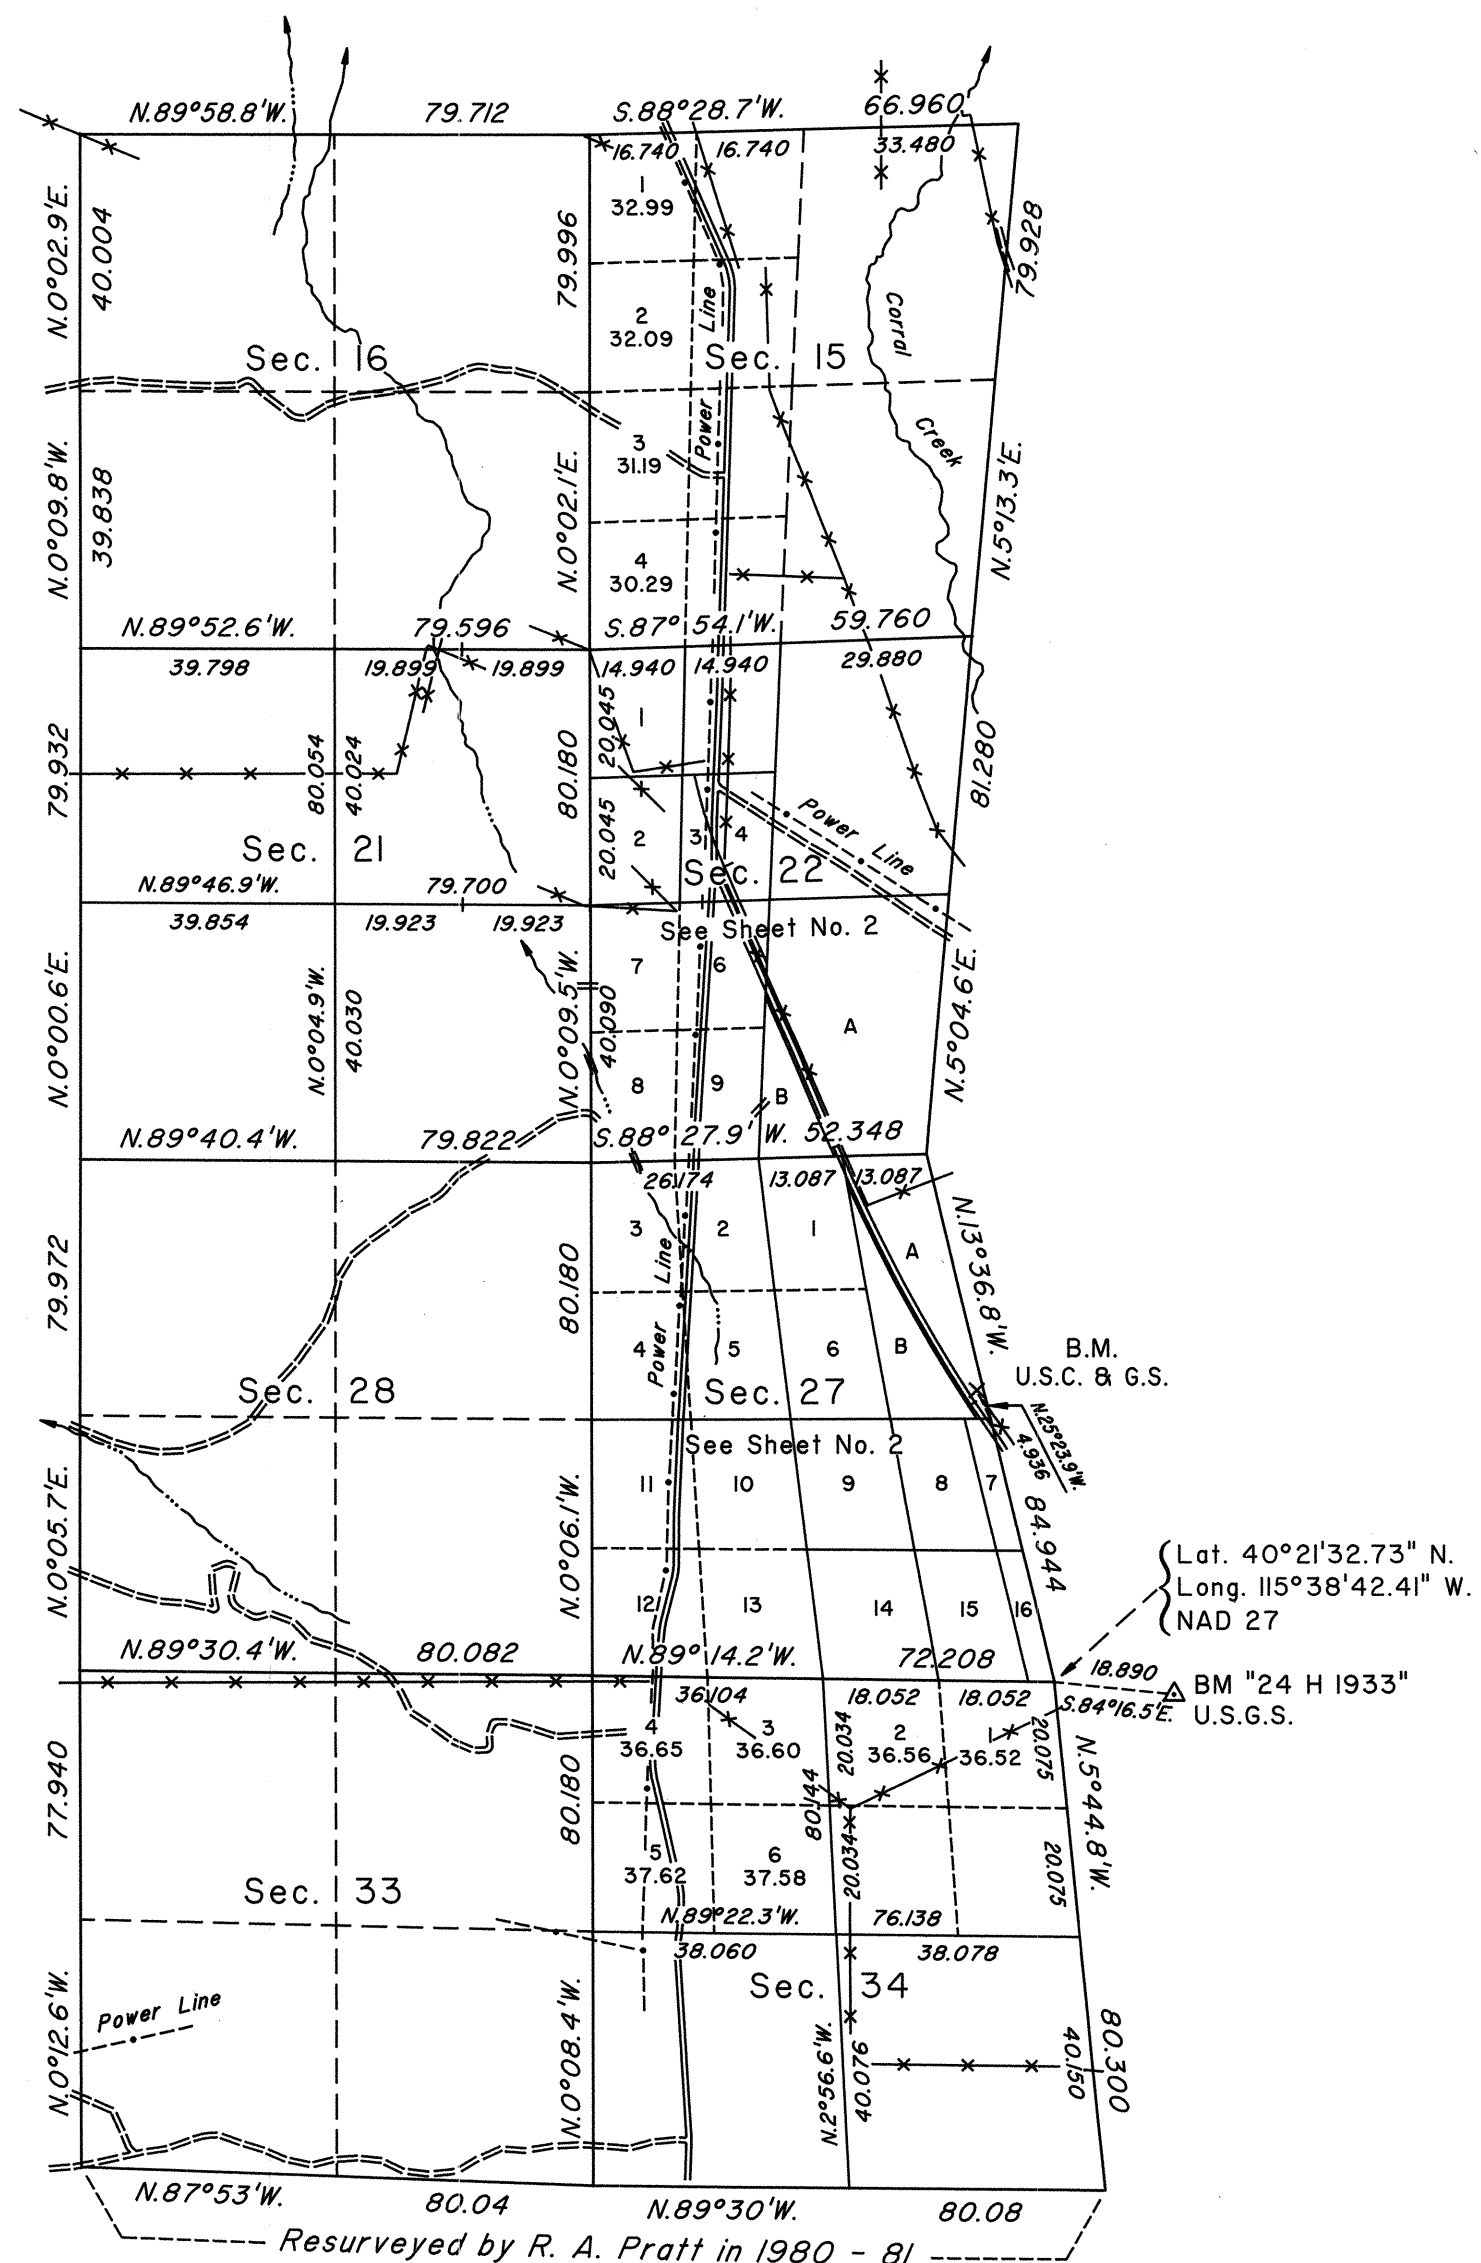 N.89°58.8'W. 79.712 S.88°28.7'W. 66.960
16.740 16.740 33.480
N.0°02.9'E.
40.004
79.996
1
32.99
79.928
Line
Corral
2
32.09
Sec. 16
Sec. 15
Power
Creek
3
31.19
N.0°09.8'W.
39.838
N.0°02.1'E.
N.5°13.3'E.
4
30.29
N.89°52.6'W. 79.596 S.87°54.1'W. 59.760
39.798 19.899 19.899 14.940 14.940 29.880
79.932
80.054
40.024
80.180
20.045
1
81.280
Power Line
20.045
2 3 4
Sec. 21
Sec. 22
N.89°46.9'W. 79.700
39.854 19.923 19.923
See Sheet No. 2
7 6
N.0°00.6'E.
N.0°04.9'W.
40.030
N.0°09.5'W.
40.090
A
N.5°04.6'E.
8 9 B
N.89°40.4'W. 79.822 S.88°27.9'W. 52.348
26.174 13.087 13.087
79.972
80.180
3 2 1 A
N.13°36.8'W.
Line
Power
4 5 6 B
B.M.
U.S.C. & G.S.
Sec. 28
Sec. 27
N.25°23.9'W.
4.936
See Sheet No. 2
N.0°05.7'E.
N.0°06.1'W.
11 10 9 8 7
84.944
Lat. 40°21'32.73" N.
Long. 115°38'42.41" W.
NAD 27
12 13 14 15 16
N.89°30.4'W. 80.082 N.89°14.2'W. 72.208
18.890
BM "24 H 1933"
U.S.G.S.
S.84°16.5'E.
36.104 18.052 18.052
77.940
80.180
4
36.65
3
36.60
20.034
2
36.56
1
36.52
20.075
N.5°44.8'W.
80.144
5
37.62
6
37.58
20.034
20.075
Sec. 33
N.89°22.3'W. 76.138
38.060 38.078
Sec. 34
N.0°12.6'W.
Power Line
N.0°08.4'W.
N.2°56.6'W.
40.076
40.150
80.300
N.87°53'W. 80.04 N.89°30'W. 80.08
Resurveyed by R. A. Pratt in 1980 - 81